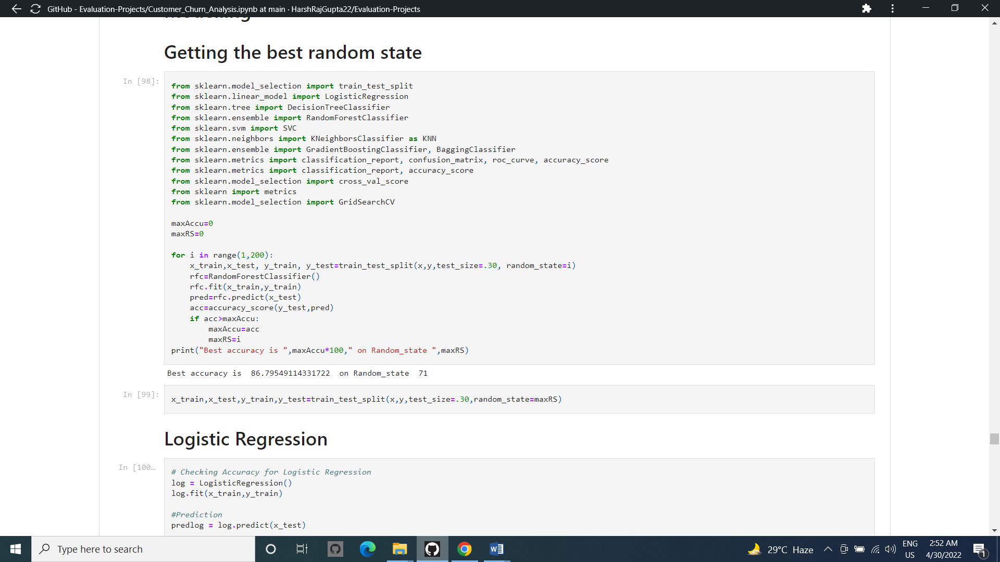 GitHub - Evaluation-Projects/Customer_Churn_Analysis.ipynb at main · HarshRajGupta22/Evaluation-Projects
Modelling
Getting the best random state
In [98]:
from sklearn.model_selection import train_test_split
from sklearn.linear_model import LogisticRegression
from sklearn.tree import DecisionTreeClassifier
from sklearn.ensemble import RandomForestClassifier
from sklearn.svm import SVC
from sklearn.neighbors import KNeighborsClassifier as KNN
from sklearn.ensemble import GradientBoostingClassifier, BaggingClassifier
from sklearn.metrics import classification_report, confusion_matrix, roc_curve, accuracy_score
from sklearn.metrics import classification_report, accuracy_score
from sklearn.model_selection import cross_val_score
from sklearn import metrics
from sklearn.model_selection import GridSearchCV
maxAccu=0
maxRS=0
for i in range(1,200):
    x_train,x_test, y_train, y_test=train_test_split(x,y,test_size=.30, random_state=i)
    rfc=RandomForestClassifier()
    rfc.fit(x_train,y_train)
    pred=rfc.predict(x_test)
    acc=accuracy_score(y_test,pred)
    if acc>maxAccu:
        maxAccu=acc
        maxRS=i
print("Best accuracy is ",maxAccu*100," on Random_state ",maxRS)
Best accuracy is  86.79549114331722  on Random_state  71
In [99]:
x_train,x_test,y_train,y_test=train_test_split(x,y,test_size=.30,random_state=maxRS)
Logistic Regression
In [100…
# Checking Accuracy for Logistic Regression
log = LogisticRegression()
log.fit(x_train,y_train)
#Prediction
predlog = log.predict(x_test)
Type here to search
29°C Haze
ENG
US
2:52 AM
4/30/2022
1